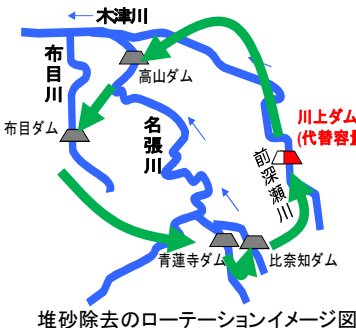 木津川
布目川
高山ダム
布目ダム
名張川
川上ダム
(代替容量
前深瀬川
青蓮寺ダム
比奈知ダム
堆砂除去のローテーションイメージ図